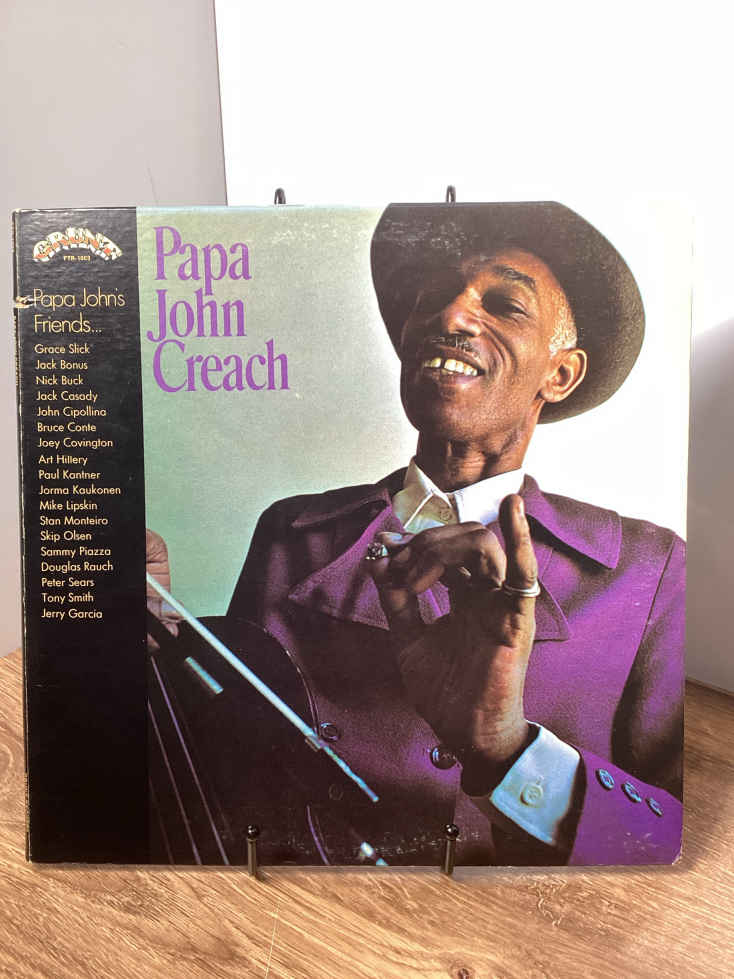 GRUNT
FTR-1003
Papa John's
Friends...
Grace Slick
Jack Bonus
Nick Buck
Jack Casady
John Cipollina
Bruce Conte
Joey Covington
Art Hillery
Paul Kantner
Jorma Kaukonen
Mike Lipskin
Stan Monteiro
Skip Olsen
Sammy Piazza
Douglas Rauch
Peter Sears
Tony Smith
Jerry Garcia
Papa
John
Creach